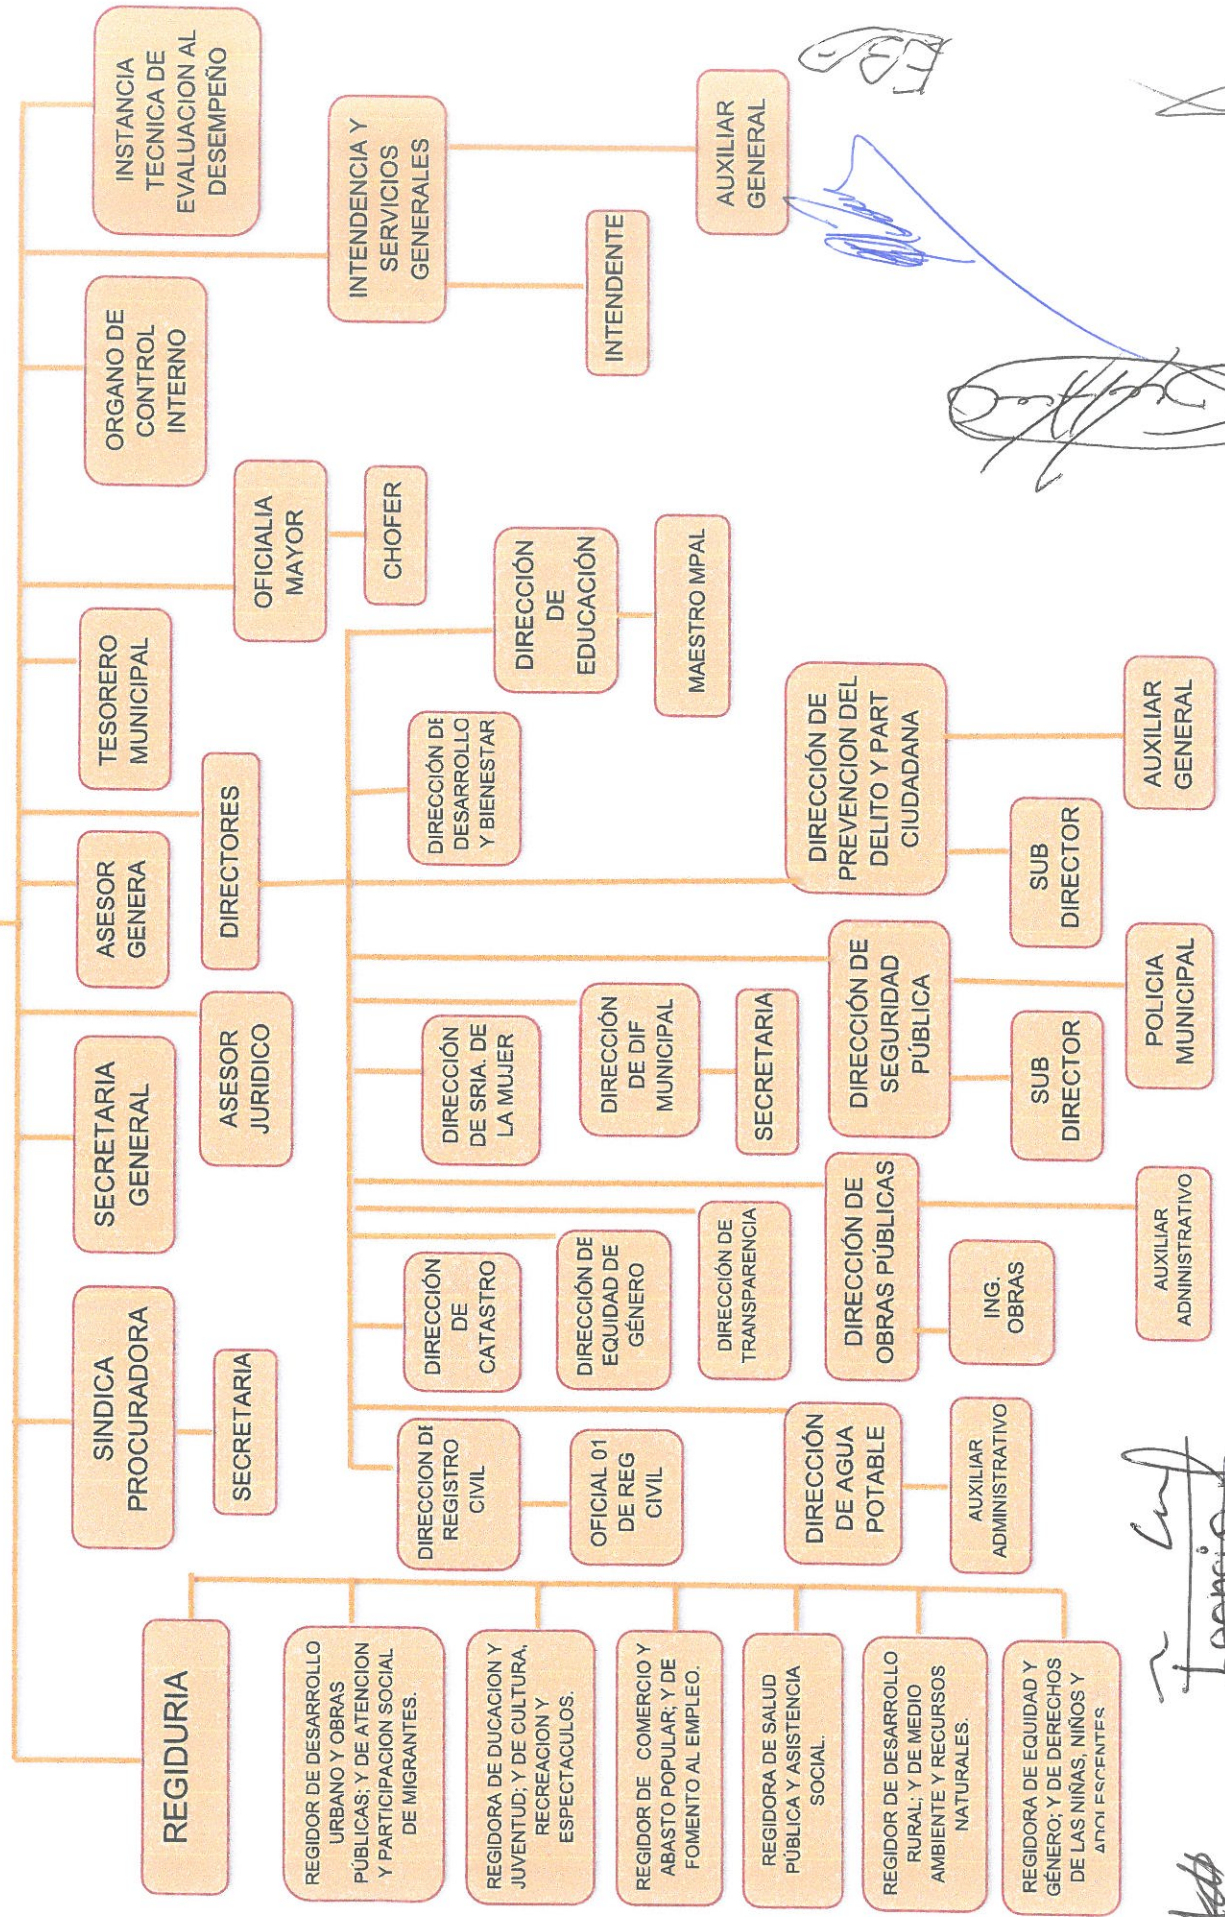 REGIDURIA
REGIDOR DE DESARROLLO
URBANO Y OBRAS
PÚBLICAS; Y DE ATENCION
Y PARTICIPACION SOCIAL
DE MIGRANTES.
REGIDORA DE DUCACION Y
JUVENTUD; Y DE CULTURA,
RECREACION Y
ESPECTACULOS.
REGIDOR DE COMERCIO Y
ABASTO POPULAR; Y DE
FOMENTO AL EMPLEO.
REGIDORA DE SALUD
PÚBLICA Y ASISTENCIA
SOCIAL.
REGIDOR DE DESARROLLO
RURAL; Y DE MEDIO
AMBIENTE Y RECURSOS
NATURALES.
REGIDORA DE EQUIDAD Y
GÉNERO; Y DE DERECHOS
DE LAS NIÑAS, NIÑOS Y
ADOLESCENTES
SINDICA
PROCURADORA
SECRETARIA
SECRETARIA
GENERAL
ASESOR
JURIDICO
ASESOR
GENERA
DIRECTORES
TESORERO
MUNICIPAL
OFICIALIA
MAYOR
CHOFER
ORGANO DE
CONTROL
INTERNO
INTENDENCIA Y
SERVICIOS
GENERALES
INTENDENTE
AUXILIAR
GENERAL
INSTANCIA
TECNICA DE
EVALUACION AL
DESEMPEÑO
DIRECCION DE
REGISTRO
CIVIL
OFICIAL 01
DE REG
CIVIL
DIRECCIÓN
DE AGUA
POTABLE
AUXILIAR
ADMINISTRATIVO
DIRECCIÓN
DE
CATASTRO
DIRECCIÓN DE
EQUIDAD DE
GÉNERO
DIRECCIÓN DE
TRANSPARENCIA
DIRECCIÓN DE
OBRAS PÚBLICAS
ING.
OBRAS
AUXILIAR
ADNINISTRATIVO
DIRECCIÓN
DE SRIA. DE
LA MUJER
DIRECCIÓN
DE DIF
MUNICIPAL
SECRETARIA
DIRECCIÓN DE
SEGURIDAD
PÚBLICA
SUB
DIRECTOR
POLICIA
MUNICIPAL
DIRECCIÓN DE
DESARROLLO
Y BIENESTAR
DIRECCIÓN
DE
EDUCACIÓN
MAESTRO MPAL
DIRECCIÓN DE
PREVENCION DEL
DELITO Y PART
CIUDADANA
SUB
DIRECTOR
AUXILIAR
GENERAL